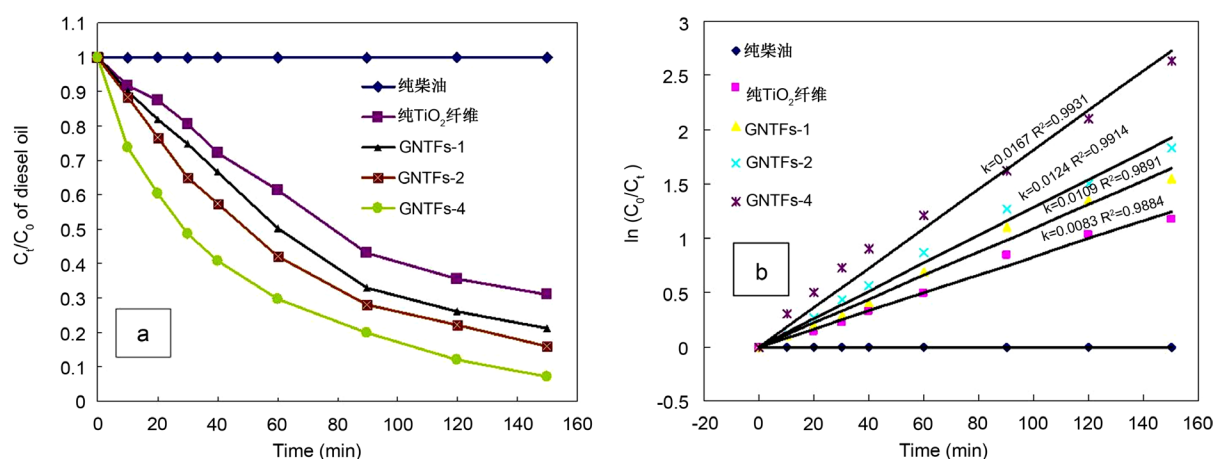 C_t/C_0 of diesel oil
1.1
1
0.9
0.8
0.7
0.6
0.5
0.4
0.3
0.2
0.1
0
0 20 40 60 80 100 120 140 160
Time (min)
纯柴油
纯TiO₂纤维
GNTFs-1
GNTFs-2
GNTFs-4
a
ln (C₀/C_t)
3
2.5
2
1.5
1
0.5
0
-0.5
-20 0 20 40 60 80 100 120 140 160
Time (min)
纯柴油
纯TiO₂纤维
GNTFs-1
GNTFs-2
GNTFs-4
b
k=0.0167 R²=0.9931
k=0.0124 R²=0.9914
k=0.0109 R²=0.9891
k=0.0083 R²=0.9884